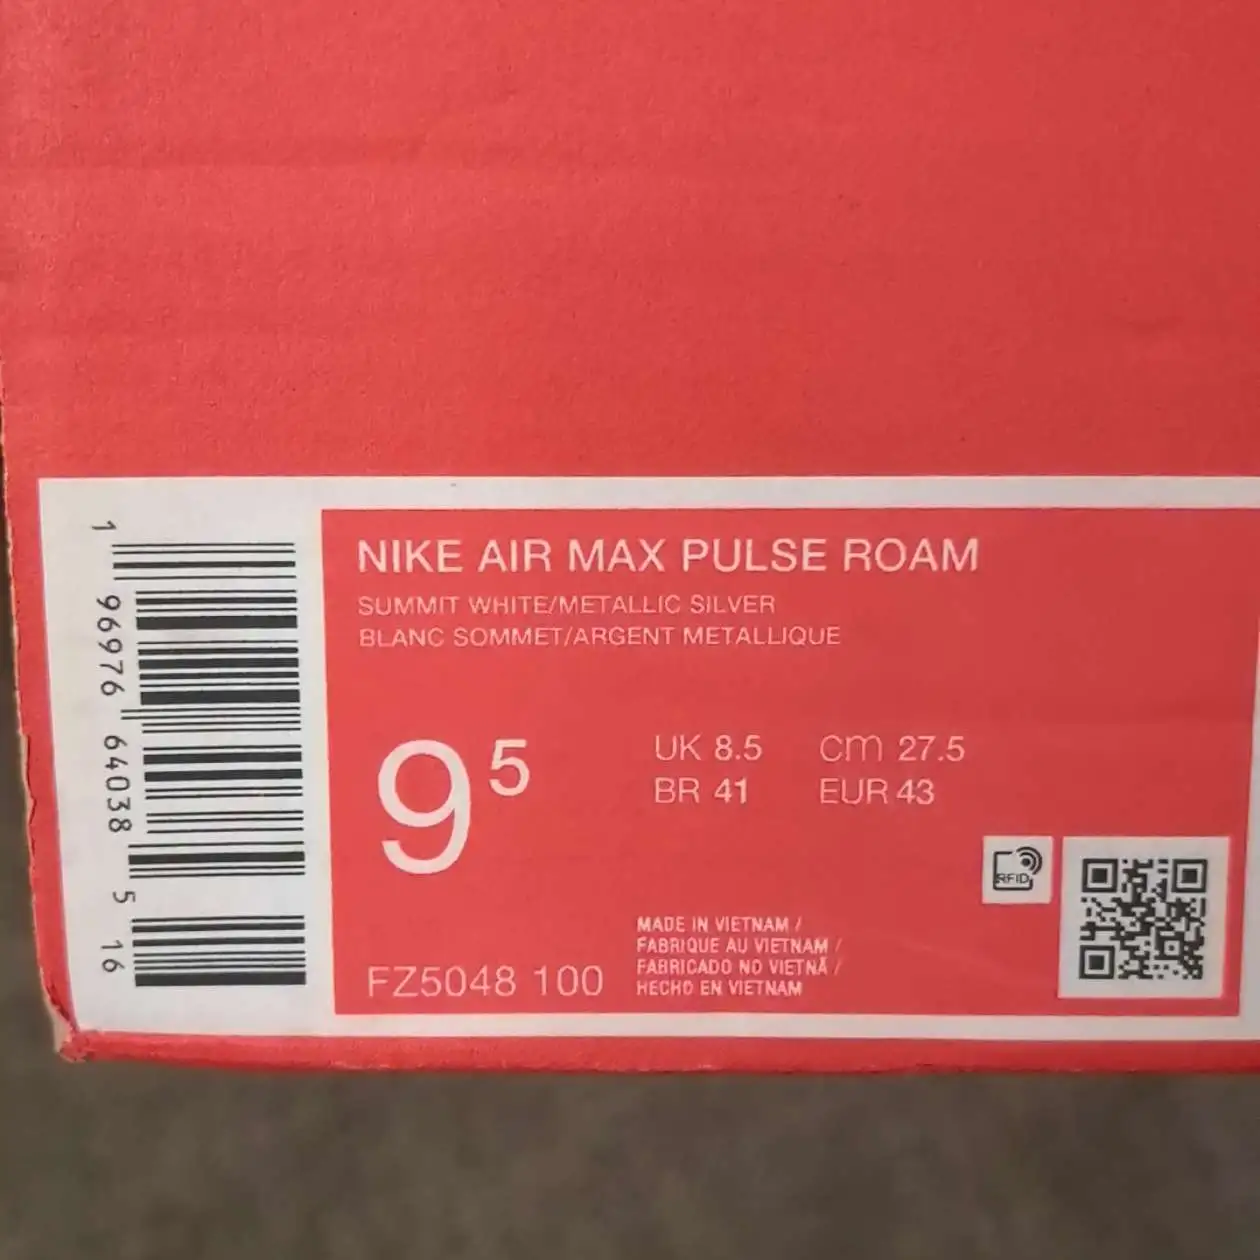 1 96976 64038 5 16
NIKE AIR MAX PULSE ROAM
SUMMIT WHITE/METALLIC SILVER
BLANC SOMMET/ARGENT METALLIQUE
9 5
UK 8.5 cm 27.5
BR 41 EUR 43
RFID
MADE IN VIETNAM /
FABRIQUE AU VIETNAM /
FABRICADO NO VIETNÃ /
HECHO EN VIETNAM
FZ5048 100